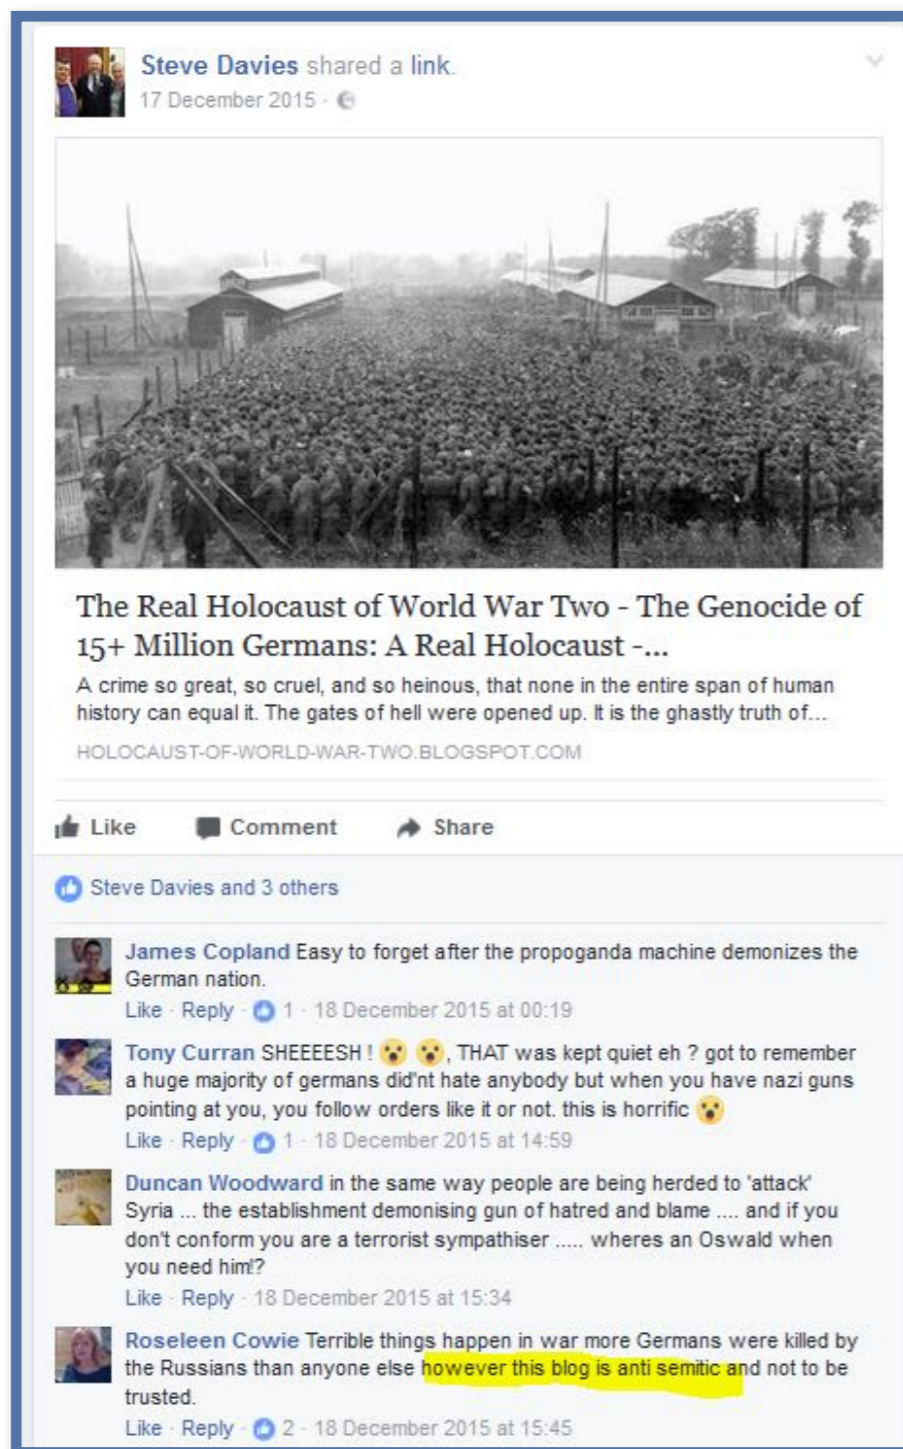 Steve Davies shared a link.
17 December 2015 ·
The Real Holocaust of World War Two - The Genocide of
15+ Million Germans: A Real Holocaust -...
A crime so great, so cruel, and so heinous, that none in the entire span of human
history can equal it. The gates of hell were opened up. It is the ghastly truth of...
HOLOCAUST-OF-WORLD-WAR-TWO.BLOGSPOT.COM
Like Comment Share
Steve Davies and 3 others
James Copland Easy to forget after the propoganda machine demonizes the
German nation.
Like · Reply · 1 · 18 December 2015 at 00:19
Tony Curran SHEEEESH ! 😮 😮, THAT was kept quiet eh ? got to remember
a huge majority of germans did'nt hate anybody but when you have nazi guns
pointing at you, you follow orders like it or not. this is horrific 😮
Like · Reply · 1 · 18 December 2015 at 14:59
Duncan Woodward in the same way people are being herded to 'attack'
Syria ... the establishment demonising gun of hatred and blame .... and if you
don't conform you are a terrorist sympathiser ..... wheres an Oswald when
you need him!?
Like · Reply · 18 December 2015 at 15:34
Roseleen Cowie Terrible things happen in war more Germans were killed by
the Russians than anyone else however this blog is anti semitic and not to be
trusted.
Like · Reply · 2 · 18 December 2015 at 15:45